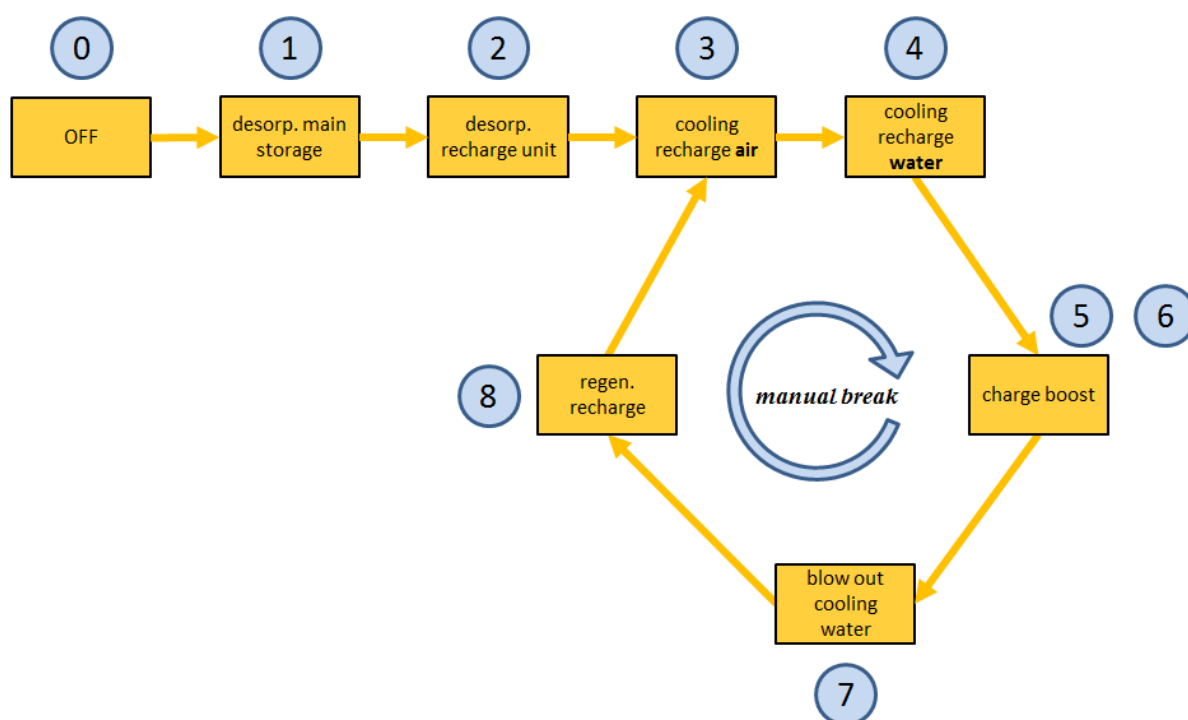 0
1
2
3
4
OFF
desorp. main
storage
desorp.
recharge unit
cooling
recharge air
cooling
recharge
water
5
6
8
regen.
recharge
manual break
charge boost
blow out
cooling
water
7